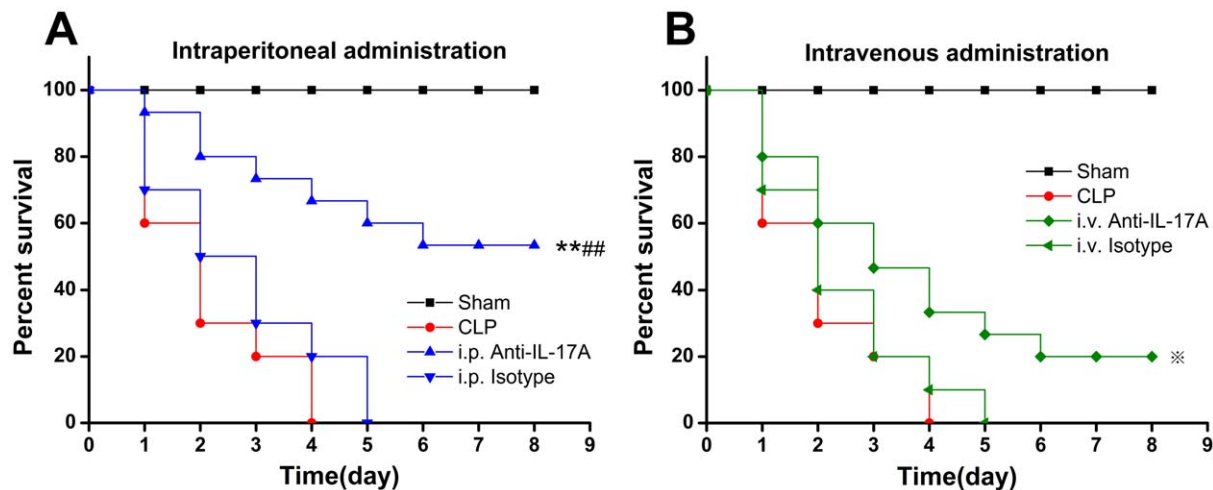 A
Intraperitoneal administration
Percent survival
100
80
60
40
20
0
Sham
CLP
i.p. Anti-IL-17A
i.p. Isotype
**##
0 1 2 3 4 5 6 7 8 9
Time(day)
B
Intravenous administration
Percent survival
100
80
60
40
20
0
Sham
CLP
i.v. Anti-IL-17A
i.v. Isotype
※
0 1 2 3 4 5 6 7 8 9
Time(day)